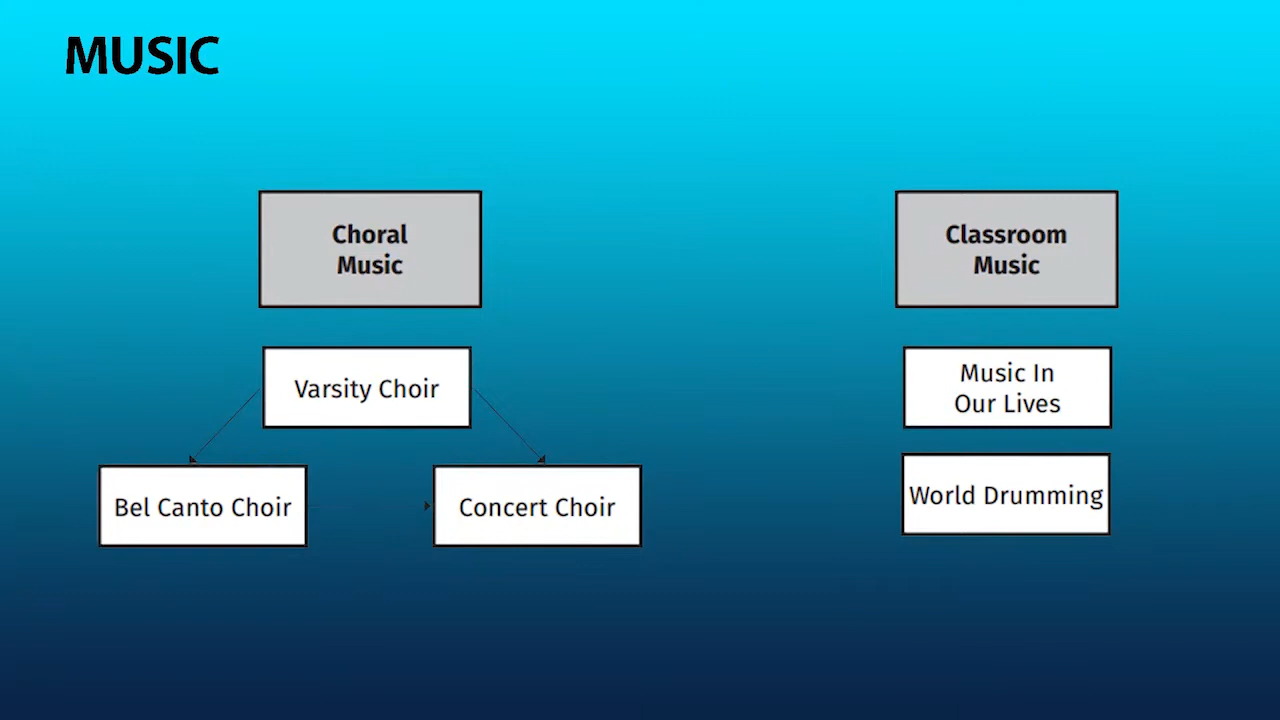 MUSIC
Choral
Music
Varsity Choir
Bel Canto Choir
Concert Choir
Classroom
Music
Music In
Our Lives
World Drumming